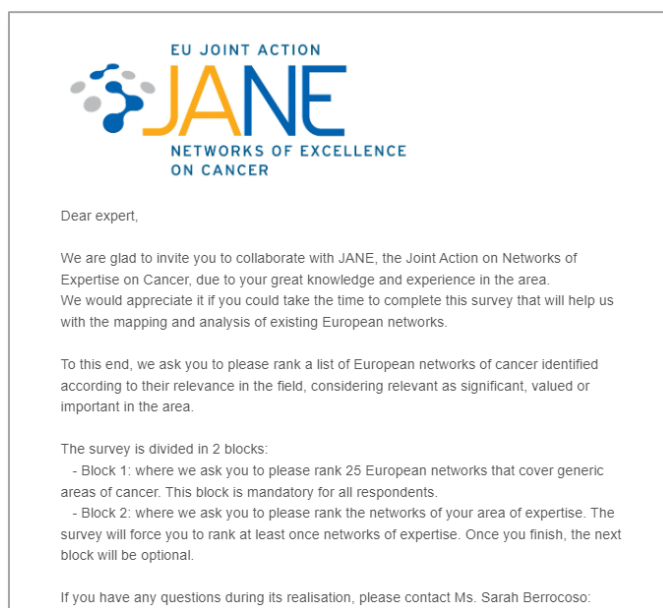 EU JOINT ACTION
JANE
NETWORKS OF EXCELLENCE
ON CANCER
Dear expert,
We are glad to invite you to collaborate with JANE, the Joint Action on Networks of
Expertise on Cancer, due to your great knowledge and experience in the area.
We would appreciate it if you could take the time to complete this survey that will help us
with the mapping and analysis of existing European networks.
To this end, we ask you to please rank a list of European networks of cancer identified
according to their relevance in the field, considering relevant as significant, valued or
important in the area.
The survey is divided in 2 blocks:
- Block 1: where we ask you to please rank 25 European networks that cover generic
areas of cancer. This block is mandatory for all respondents.
- Block 2: where we ask you to please rank the networks of your area of expertise. The
survey will force you to rank at least once networks of expertise. Once you finish, the next
block will be optional.
If you have any questions during its realisation, please contact Ms. Sarah Berrocoso: